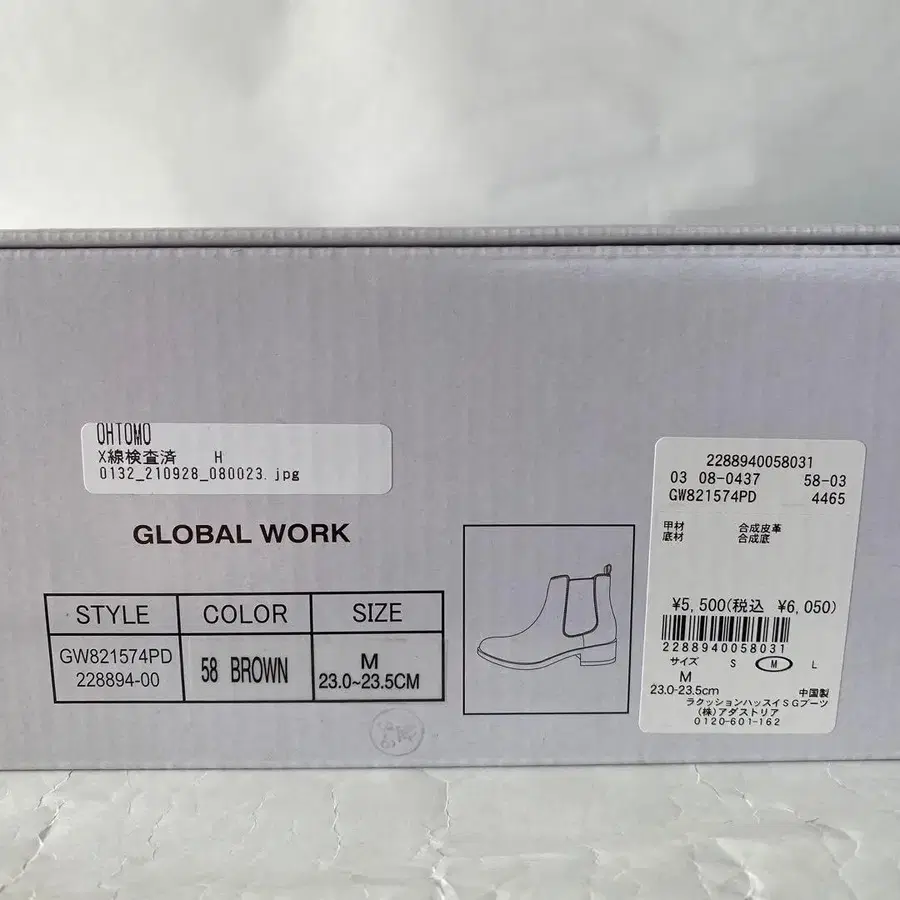 OHTOMO
X線検査済 H
0132_210928_080023.jpg
GLOBAL WORK
STYLE COLOR SIZE
GW821574PD
228894-00
58 BROWN
M
23.0~23.5CM
2288940058031
03 08-0437 58-03
GW821574PD 4465
甲材 合成皮革
底材 合成底
¥5,500(税込 ¥6,050)
2288940058031
サイズ S M L
M
23.0-23.5cm 中国製
ラクッションハッスイSGブーツ
(株)アダストリア
0120-601-162